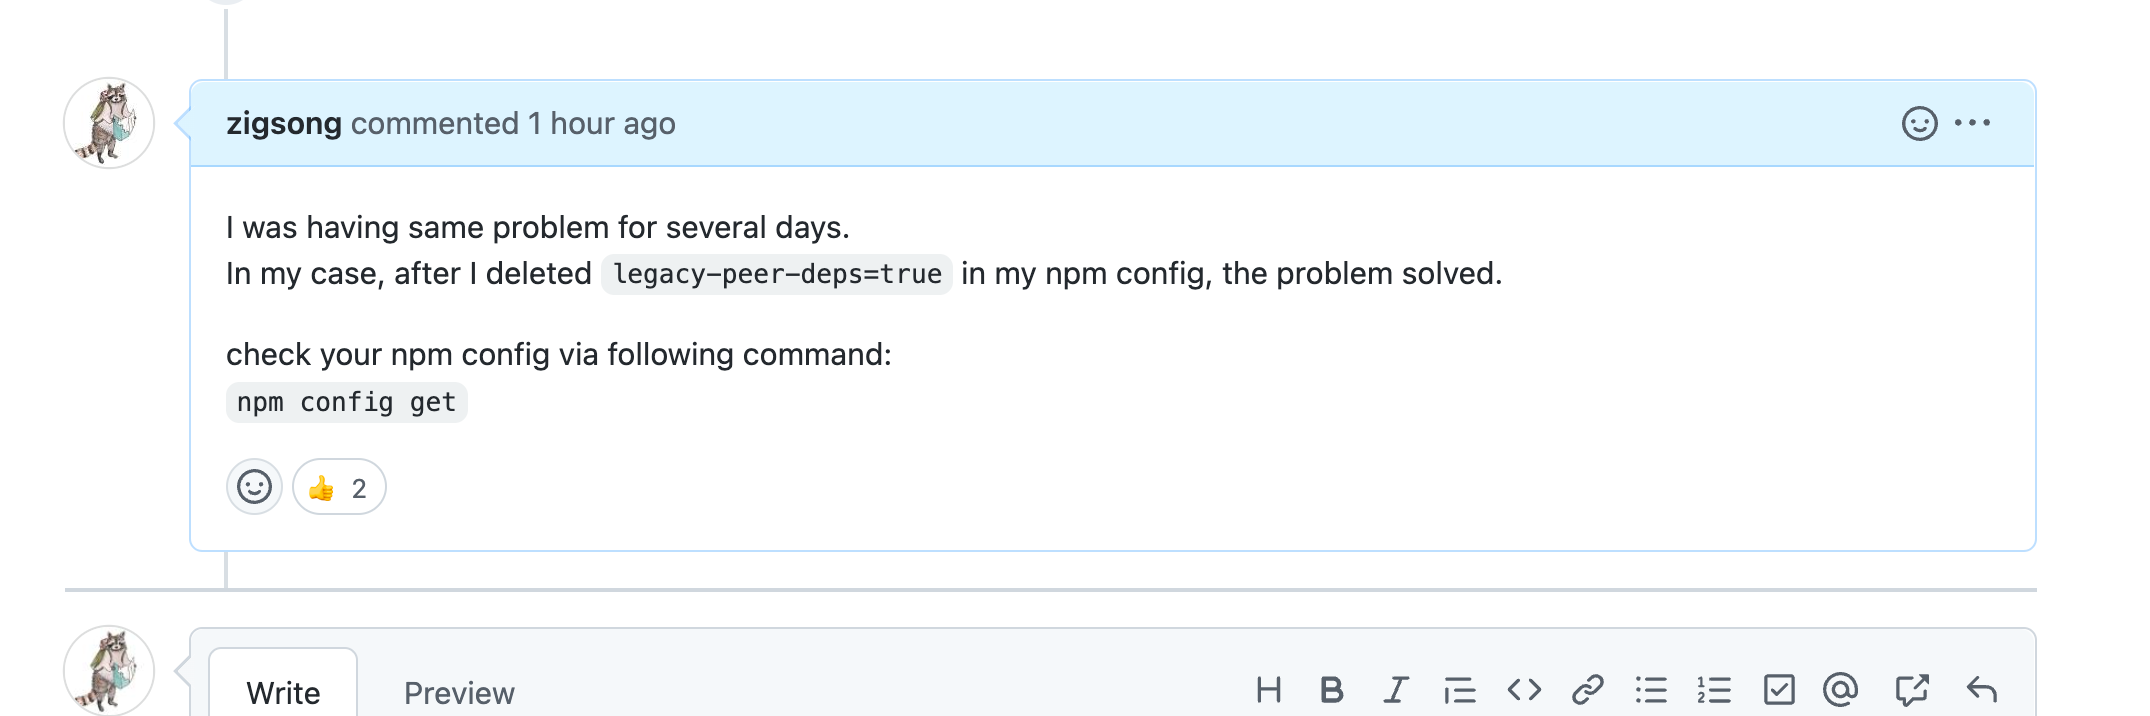 zigsong commented 1 hour ago
I was having same problem for several days.
In my case, after I deleted legacy-peer-deps=true in my npm config, the problem solved.
check your npm config via following command:
npm config get
👍 2
Write Preview